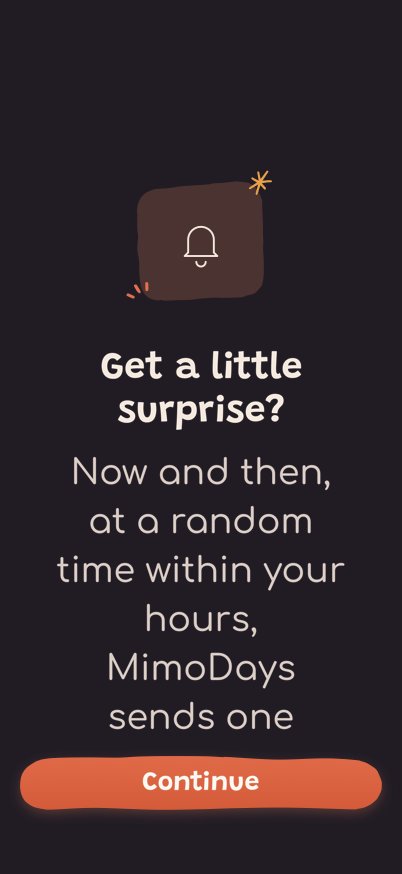 Get a little
surprise?
Now and then,
at a random
time within your
hours,
MimoDays
sends one
Continue